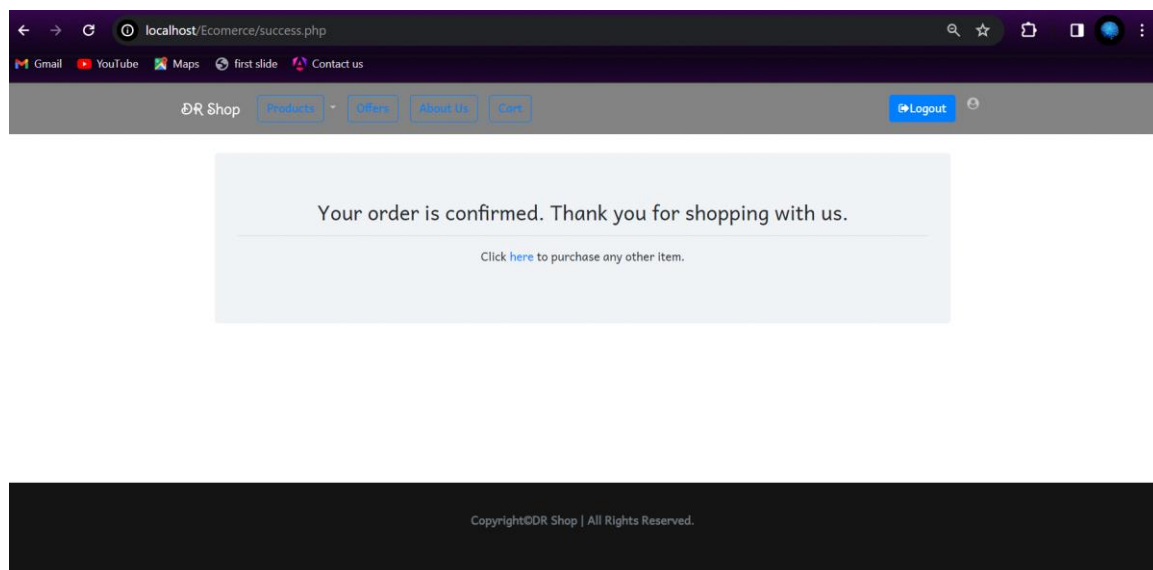 localhost/Ecomerce/success.php
Gmail YouTube Maps first slide Contact us
DR Shop Products Offers About Us Cart Logout
Your order is confirmed. Thank you for shopping with us.
Click here to purchase any other item.
Copyright©DR Shop | All Rights Reserved.